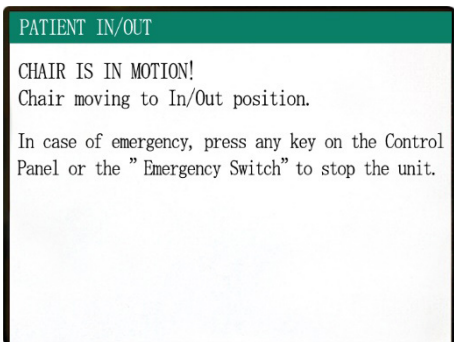 PATIENT IN/OUT
CHAIR IS IN MOTION!
Chair moving to In/Out position.
In case of emergency, press any key on the Control
Panel or the ” Emergency Switch” to stop the unit.